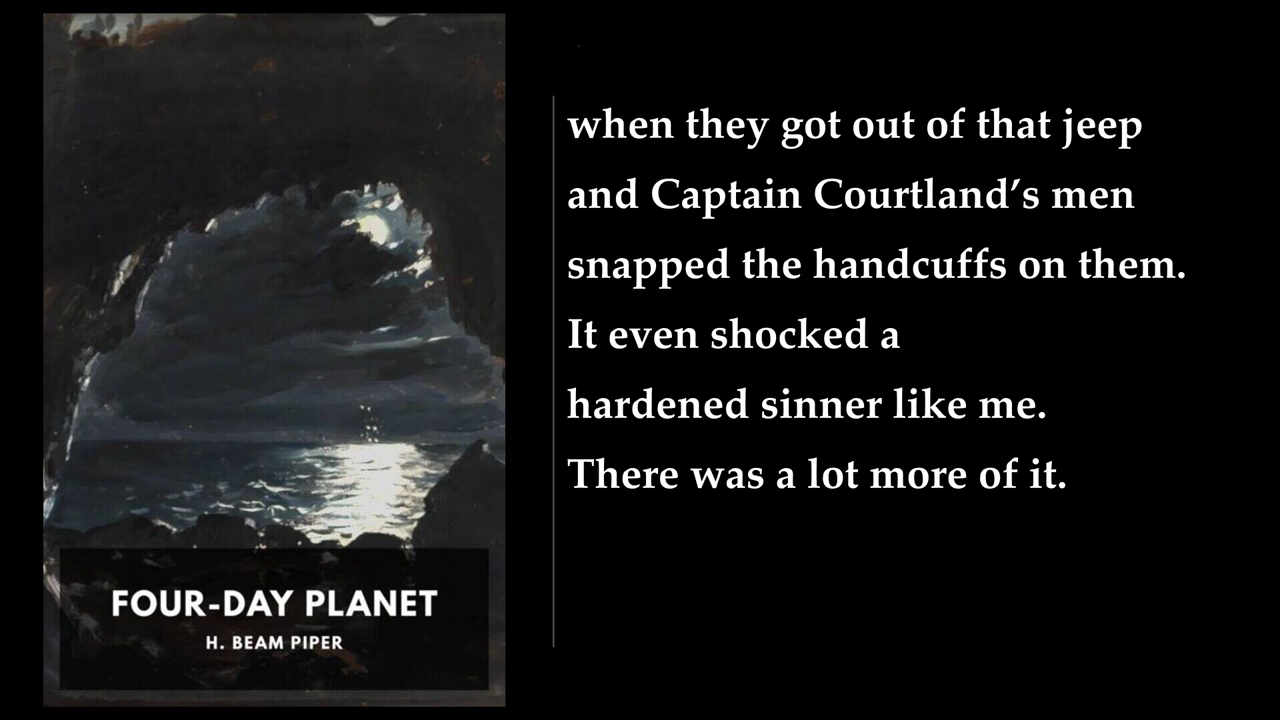 FOUR-DAY PLANET
H. BEAM PIPER
when they got out of that jeep
and Captain Courtland’s men
snapped the handcuffs on them.
It even shocked a
hardened sinner like me.
There was a lot more of it.